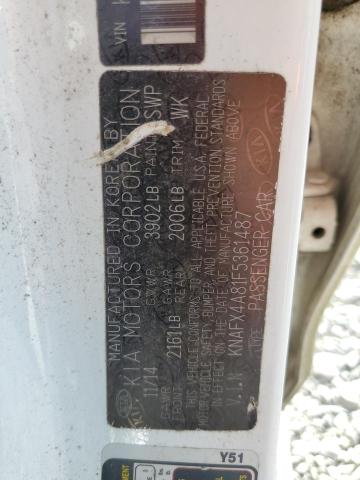 VIN
MANUFACTURED IN KOREA BY
KIA MOTORS CORPORATION
11/14 G.V.W.R 3902LB PAINT SWP
G.A.W.R FRONT 2161LB REAR 2006LB TRIM WK
THIS VEHICLE CONFORMS TO ALL APPLICABLE U.S.A. FEDERAL
MOTOR VEHICLE SAFETY, BUMPER, AND THEFT PREVENTION STANDARDS
IN EFFECT ON THE DATE OF MANUFACTURE SHOWN ABOVE
V.I.N KNAFX4A81F5361487
TYPE PASSENGER CAR
KIA
Y51